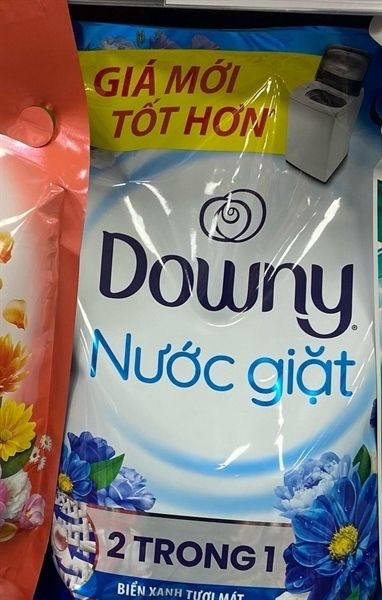 GIÁ MỚI
TỐT HƠN
Downy
Nước giặt
2 TRONG 1
BIỂN XANH TƯƠI MÁT